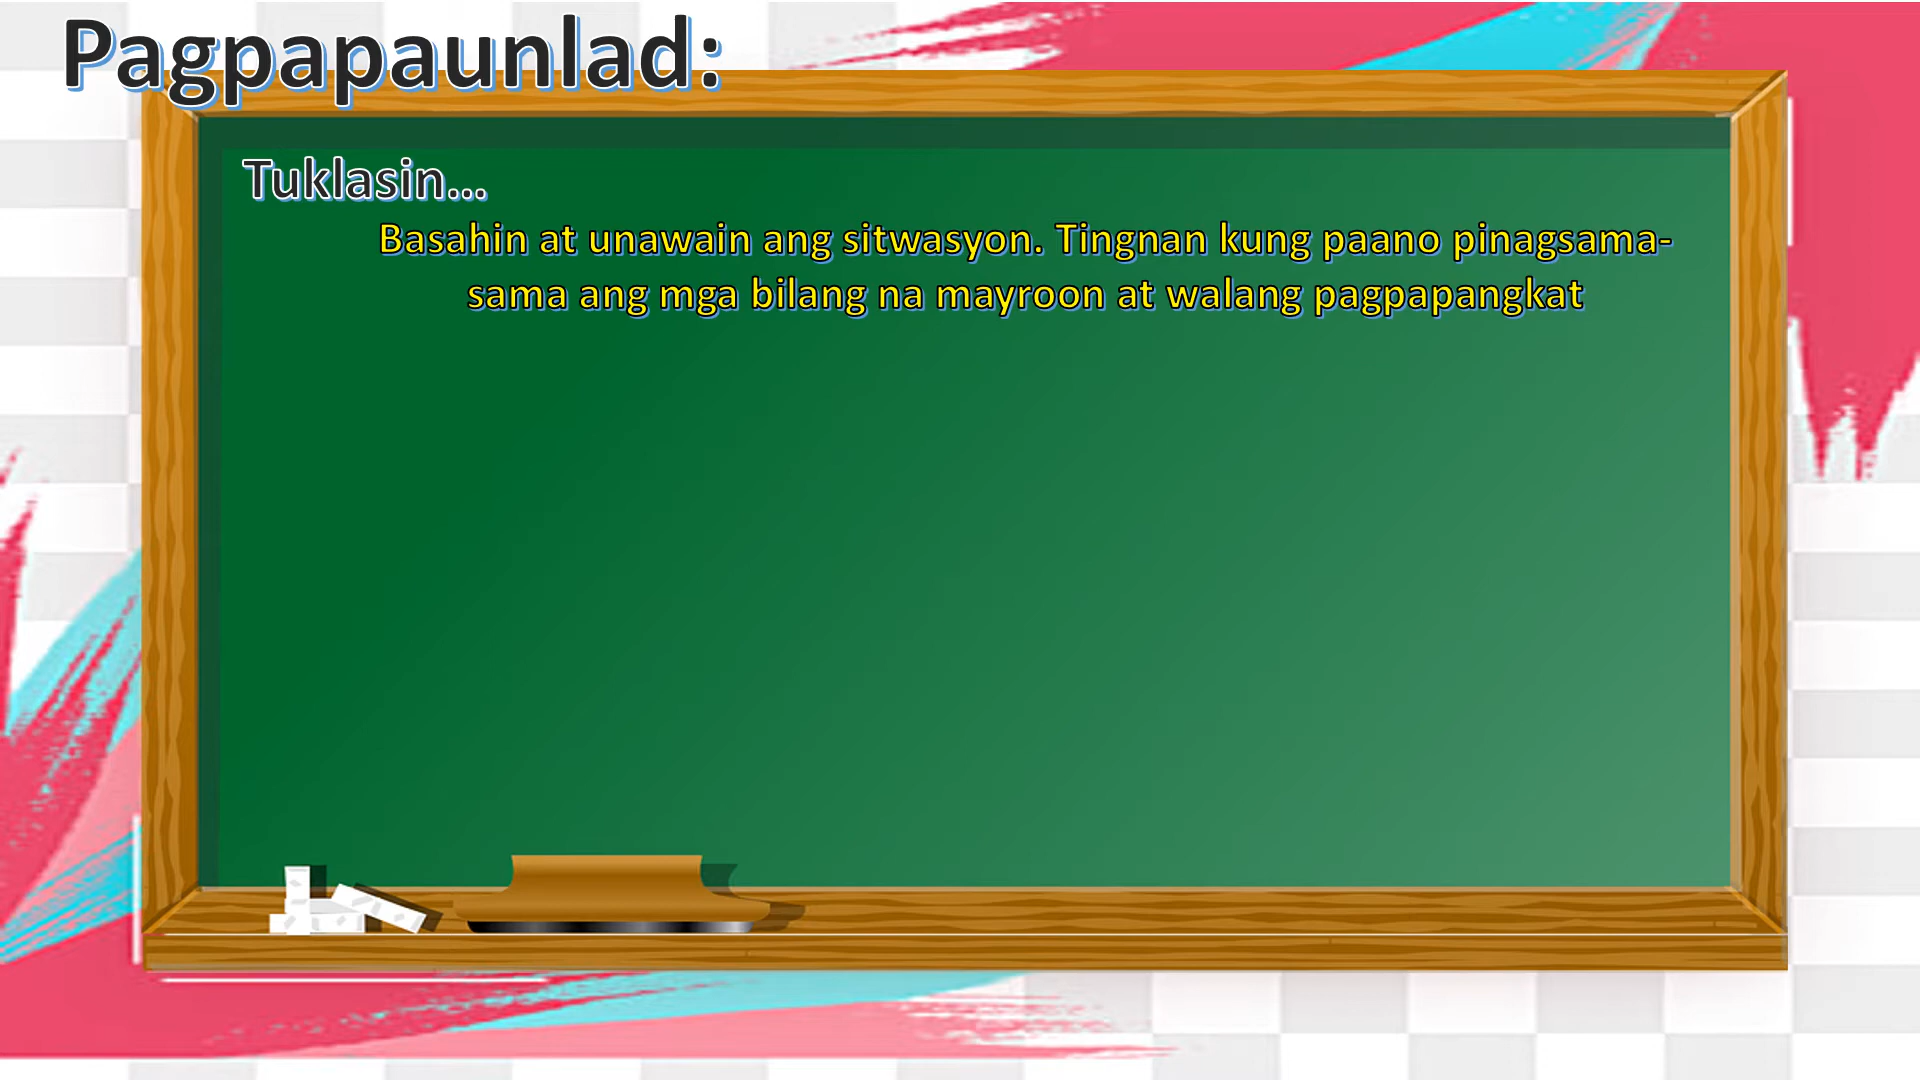 Pagpapaunlad:
Tuklasin...
Basahin at unawain ang sitwasyon. Tingnan kung paano pinagsama-
sama ang mga bilang na mayroon at walang pagpapangkat